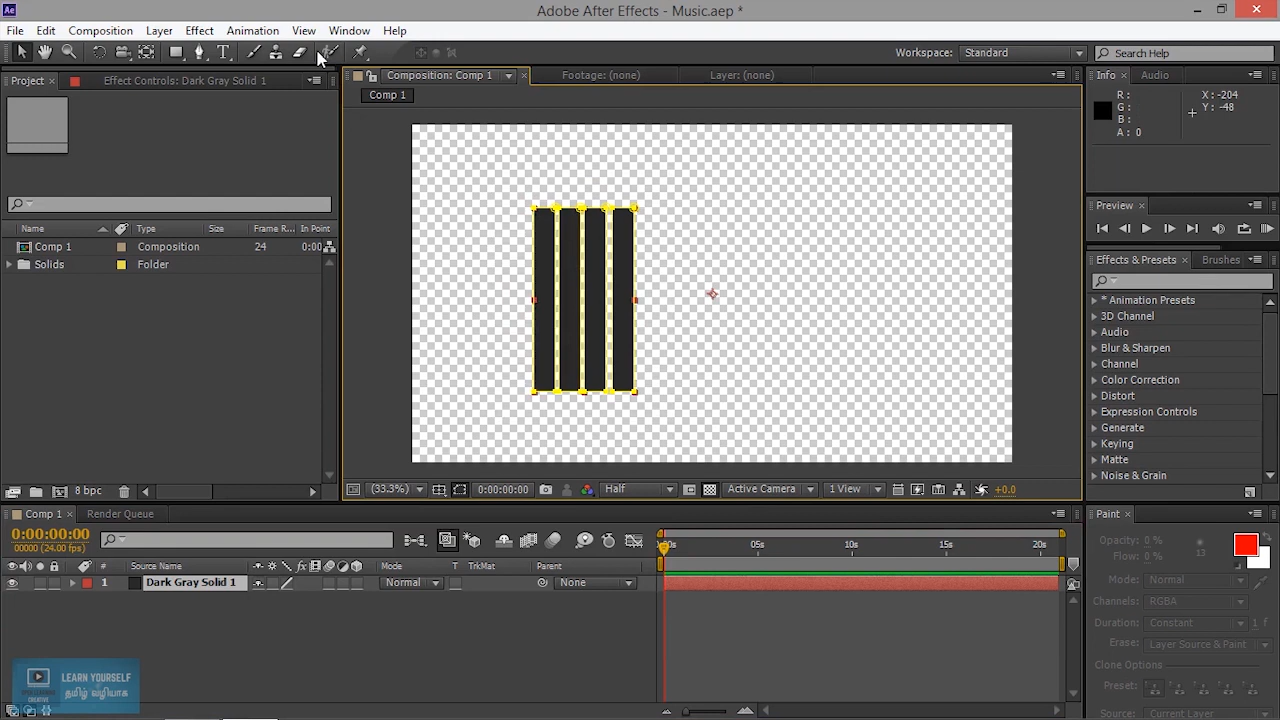 Adobe After Effects - Music.aep *
File Edit Composition Layer Effect Animation View Window Help
Workspace: Standard Search Help
Project Effect Controls: Dark Gray Solid 1
Composition: Comp 1 Footage: (none) Layer: (none)
Comp 1
Info Audio
R:
G:
B:
A: 0
X: -204
Y: -48
Preview
Name Type Size Frame R... In Point
Comp 1 Composition 24 0:00
Solids Folder
Effects & Presets Brushes
* Animation Presets
3D Channel
Audio
Blur & Sharpen
Channel
Color Correction
Distort
Expression Controls
Generate
Keying
Matte
Noise & Grain
8 bpc
(33.3%) 0:00:00:00 Half Active Camera 1 View +0.0
Comp 1 Render Queue
0:00:00:00
00000 (24.00 fps)
:00s 05s 10s 15s 20s
# Source Name Mode T TrkMat Parent
1 Dark Gray Solid 1 Normal None
Paint
Opacity: 0 %
Flow: 0 %
13
Mode: Normal
Channels: RGBA
Duration: Constant 1 f
Erase: Layer Source & Paint
Clone Options
Preset:
Source: Current Layer
LEARN YOURSELF
தமிழ் வழியாக
CREATIVE